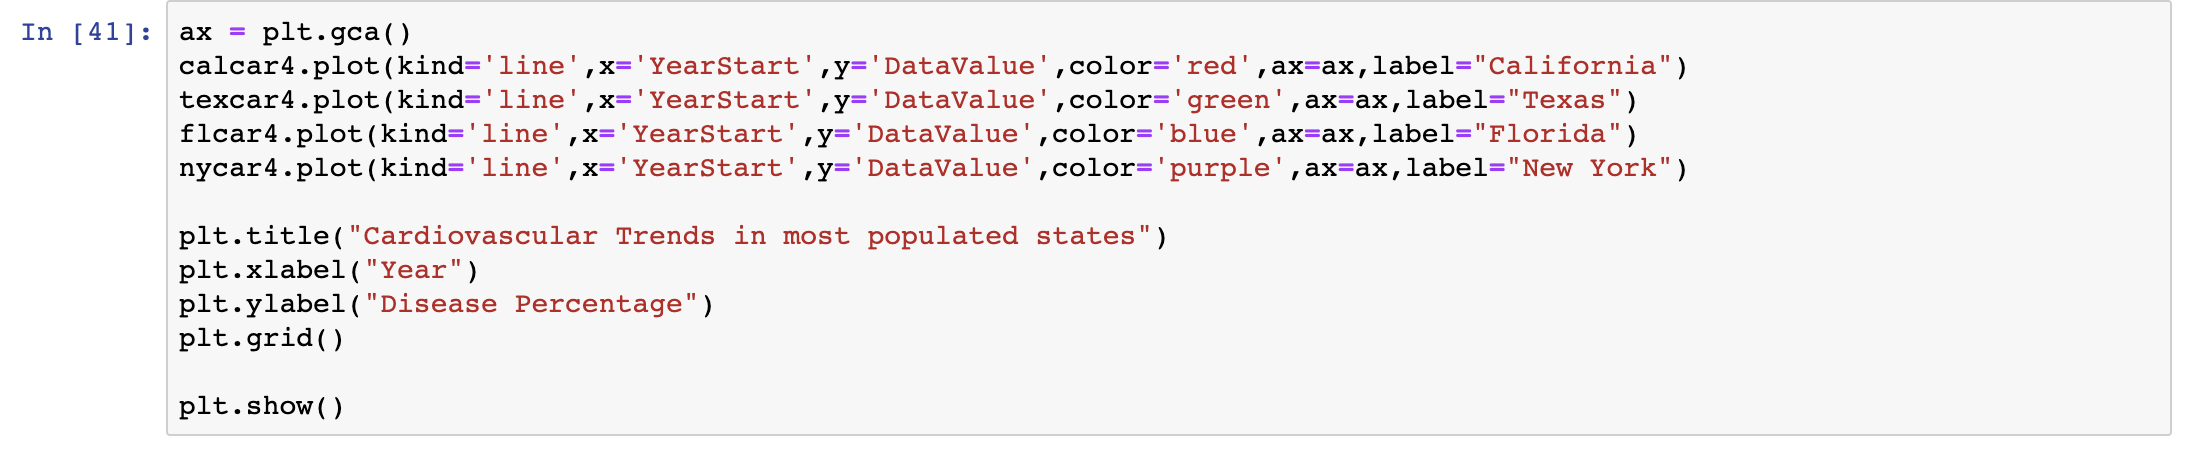 In [41]: ax = plt.gca()
calcar4.plot(kind='line',x='YearStart',y='DataValue',color='red',ax=ax,label="California")
texcar4.plot(kind='line',x='YearStart',y='DataValue',color='green',ax=ax,label="Texas")
flcar4.plot(kind='line',x='YearStart',y='DataValue',color='blue',ax=ax,label="Florida")
nycar4.plot(kind='line',x='YearStart',y='DataValue',color='purple',ax=ax,label="New York")
plt.title("Cardiovascular Trends in most populated states")
plt.xlabel("Year")
plt.ylabel("Disease Percentage")
plt.grid()
plt.show()